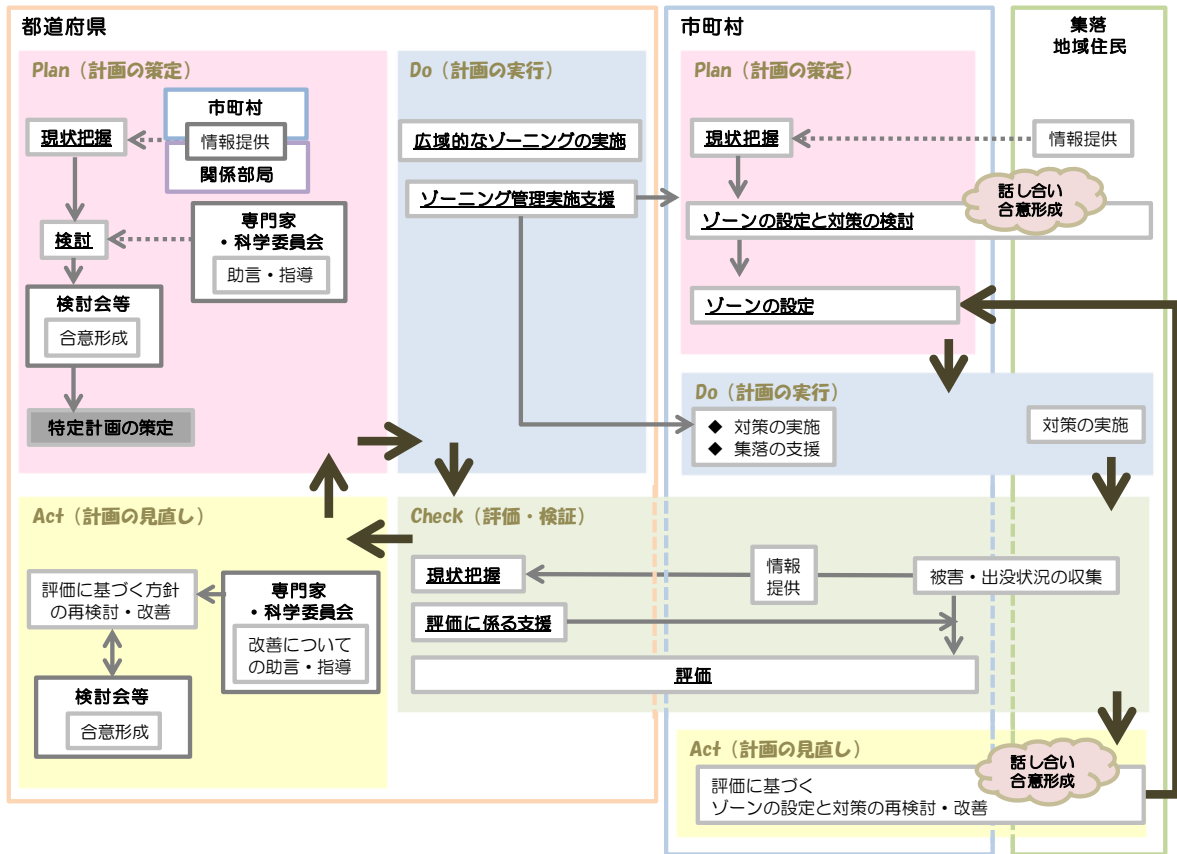 都道府県
Plan（計画の策定）
市町村
情報提供
関係部局
現状把握
専門家
・科学委員会
助言・指導
検討
検討会等
合意形成
特定計画の策定
Do（計画の実行）
広域的なゾーニングの実施
ゾーニング管理実施支援
市町村
Plan（計画の策定）
現状把握
ゾーンの設定と対策の検討
ゾーンの設定
集落
地域住民
情報提供
話し合い
合意形成
Do（計画の実行）
◆ 対策の実施
◆ 集落の支援
対策の実施
Act（計画の見直し）
評価に基づく方針
の再検討・改善
専門家
・科学委員会
改善について
の助言・指導
検討会等
合意形成
Check（評価・検証）
現状把握
情報
提供
被害・出没状況の収集
評価に係る支援
評価
Act（計画の見直し）
話し合い
合意形成
評価に基づく
ゾーンの設定と対策の再検討・改善